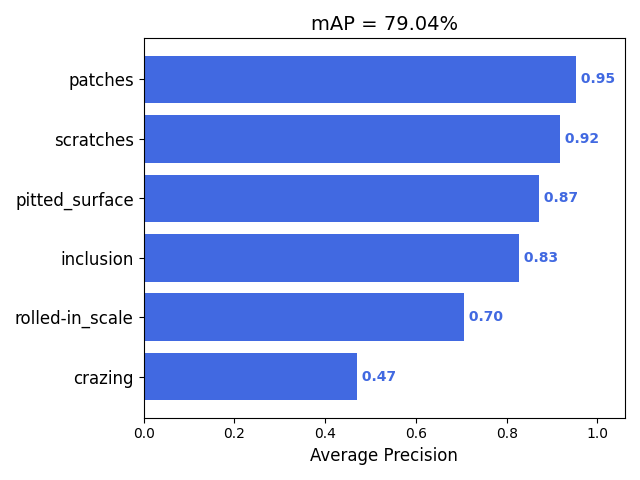 mAP = 79.04%
patches 0.95
scratches 0.92
pitted_surface 0.87
inclusion 0.83
rolled-in_scale 0.70
crazing 0.47
0.0 0.2 0.4 0.6 0.8 1.0
Average Precision